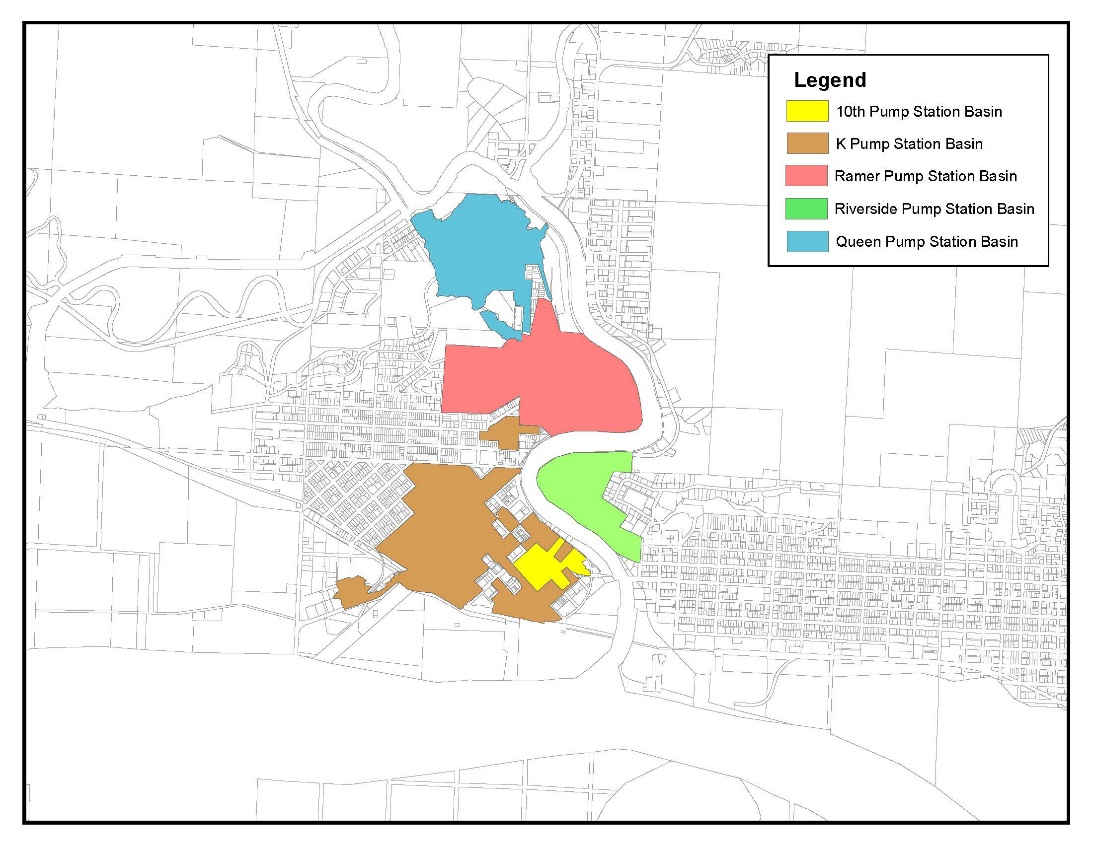 Legend
10th Pump Station Basin
K Pump Station Basin
Ramer Pump Station Basin
Riverside Pump Station Basin
Queen Pump Station Basin